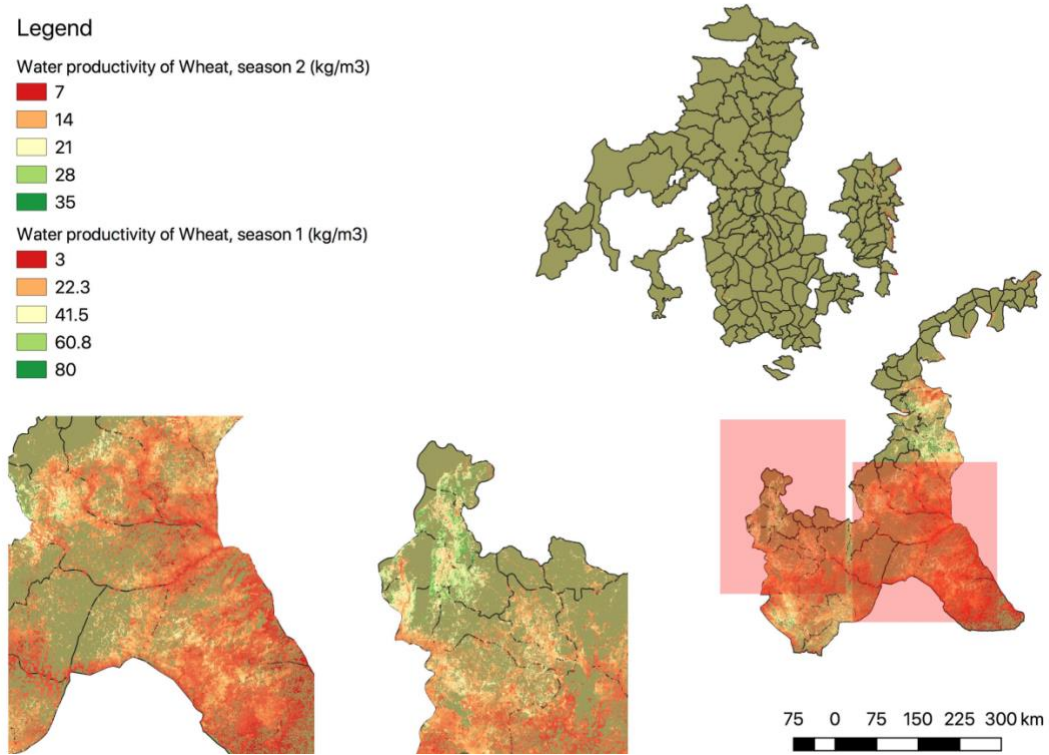 Legend
Water productivity of Wheat, season 2 (kg/m3)
7
14
21
28
35
Water productivity of Wheat, season 1 (kg/m3)
3
22.3
41.5
60.8
80
75 0 75 150 225 300 km